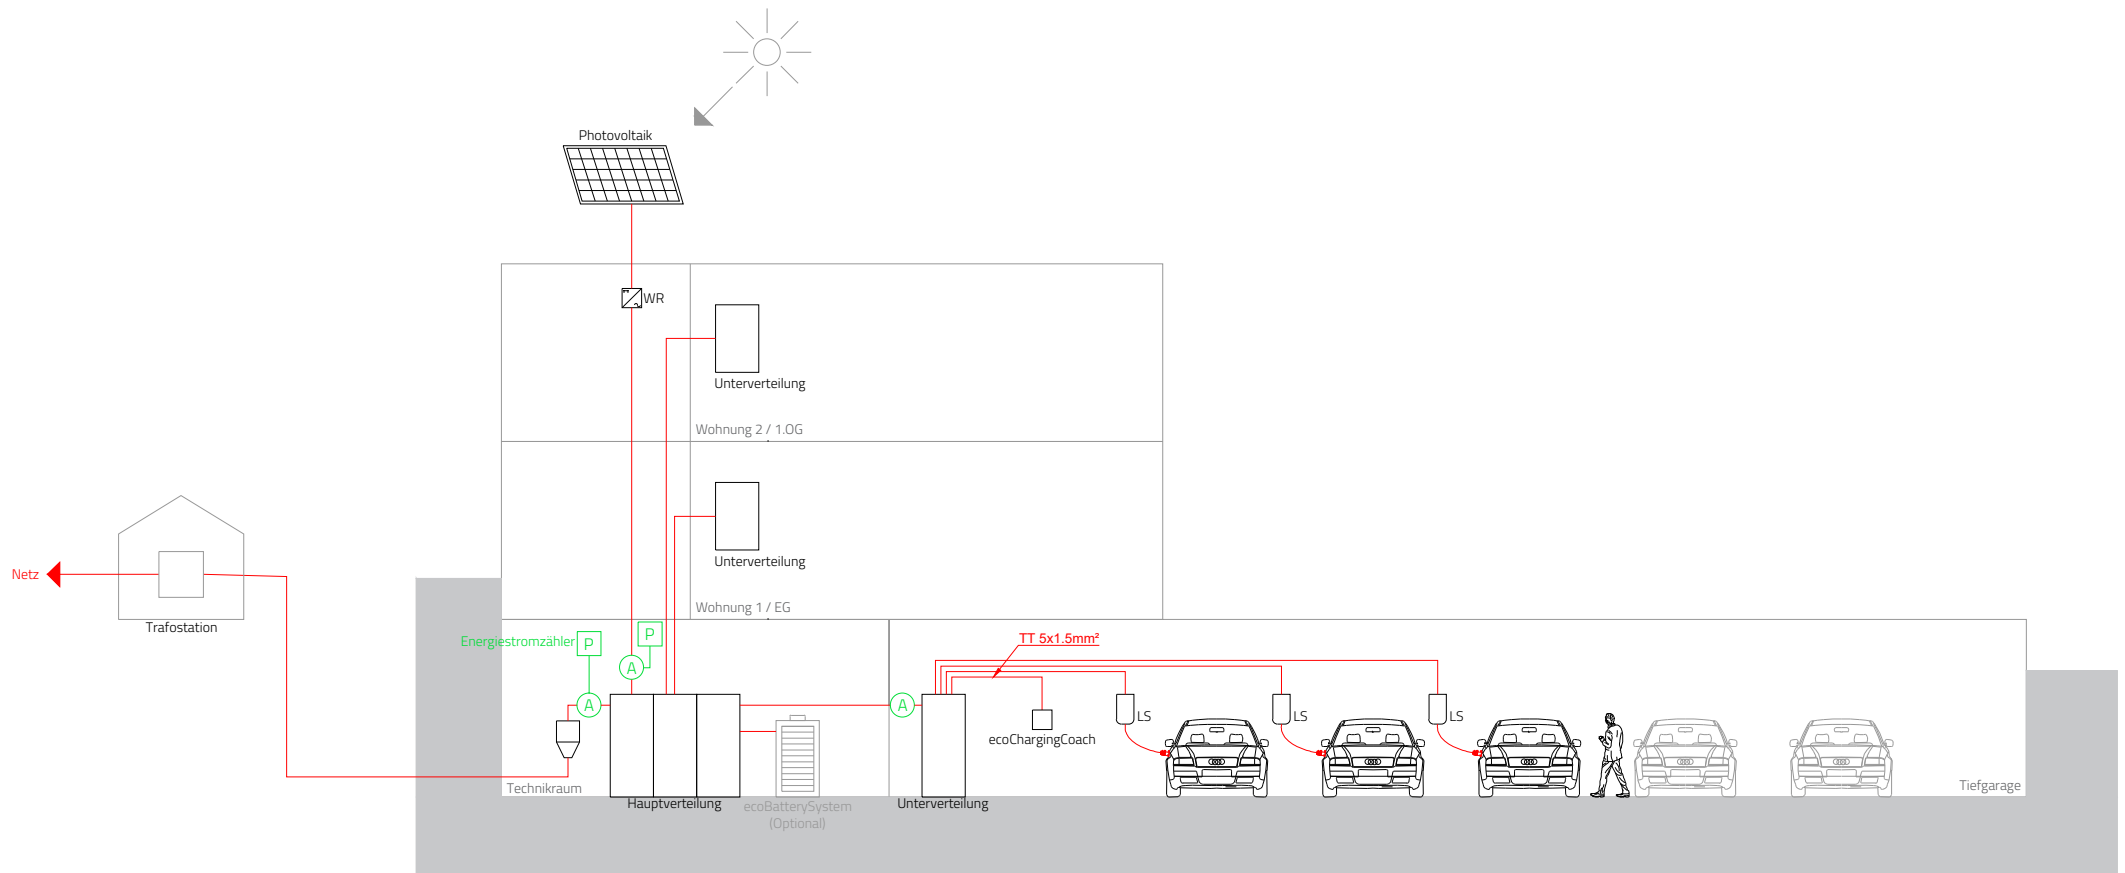 Photovoltaik
WR
Unterverteilung
Wohnung 2 / 1.OG
Unterverteilung
Wohnung 1 / EG
Netz
Trafostation
Energiestromzähler
P
P
A
A
A
TT 5x1.5mm²
LS
LS
LS
ecoChargingCoach
Technikraum
Hauptverteilung
ecoBatterySystem
(Optional)
Unterverteilung
Tiefgarage